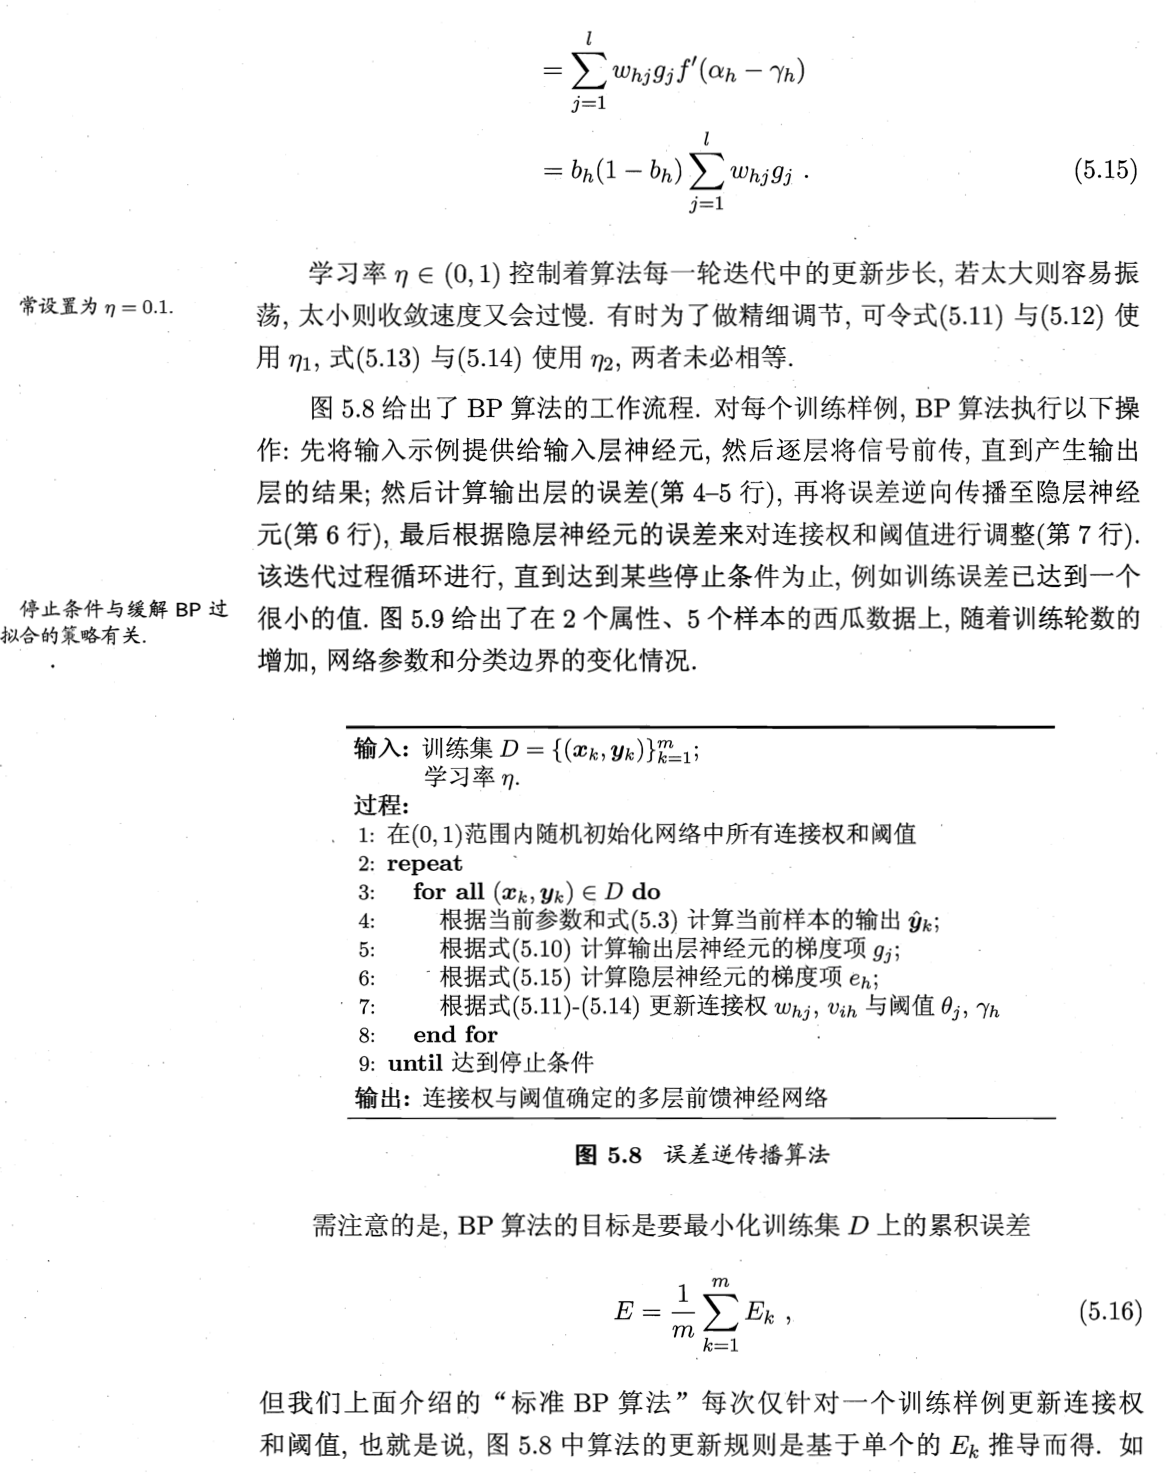 = \sum_{j=1}^{l} w_{hj} g_j f′(α_h − γ_h)
= b_h(1 − b_h) \sum_{j=1}^{l} w_{hj} g_j . (5.15)
学习率 η ∈ (0, 1) 控制着算法每一轮迭代中的更新步长, 若太大则容易振
常设置为 η = 0.1.
荡, 太小则收敛速度又会过慢. 有时为了做精细调节, 可令式(5.11) 与(5.12) 使
用 η_1, 式(5.13) 与(5.14) 使用 η_2, 两者未必相等.
图 5.8 给出了 BP 算法的工作流程. 对每个训练样例, BP 算法执行以下操
作: 先将输入示例提供给输入层神经元, 然后逐层将信号前传, 直到产生输出
层的结果; 然后计算输出层的误差(第 4–5 行), 再将误差逆向传播至隐层神经
元(第 6 行), 最后根据隐层神经元的误差来对连接权和阈值进行调整(第 7 行).
该迭代过程循环进行, 直到达到某些停止条件为止, 例如训练误差已达到一个
停止条件与缓解 BP 过
拟合的策略有关.
很小的值. 图 5.9 给出了在 2 个属性、5 个样本的西瓜数据上, 随着训练轮数的
增加, 网络参数和分类边界的变化情况.
输入: 训练集 D = {(x_k, y_k)}_{k=1}^{m};
学习率 η.
过程:
1: 在(0, 1)范围内随机初始化网络中所有连接权和阈值
2: repeat
3: for all (x_k, y_k) ∈ D do
4: 根据当前参数和式(5.3) 计算当前样本的输出 ŷ_k;
5: 根据式(5.10) 计算输出层神经元的梯度项 g_j;
6: 根据式(5.15) 计算隐层神经元的梯度项 e_h;
7: 根据式(5.11)-(5.14) 更新连接权 w_{hj}, v_{ih} 与阈值 θ_j, γ_h
8: end for
9: until 达到停止条件
输出: 连接权与阈值确定的多层前馈神经网络
图 5.8 误差逆传播算法
需注意的是, BP 算法的目标是要最小化训练集 D 上的累积误差
E = \frac{1}{m} \sum_{k=1}^{m} E_k , (5.16)
但我们上面介绍的“标准 BP 算法”每次仅针对一个训练样例更新连接权
和阈值, 也就是说, 图 5.8 中算法的更新规则是基于单个的 E_k 推导而得. 如